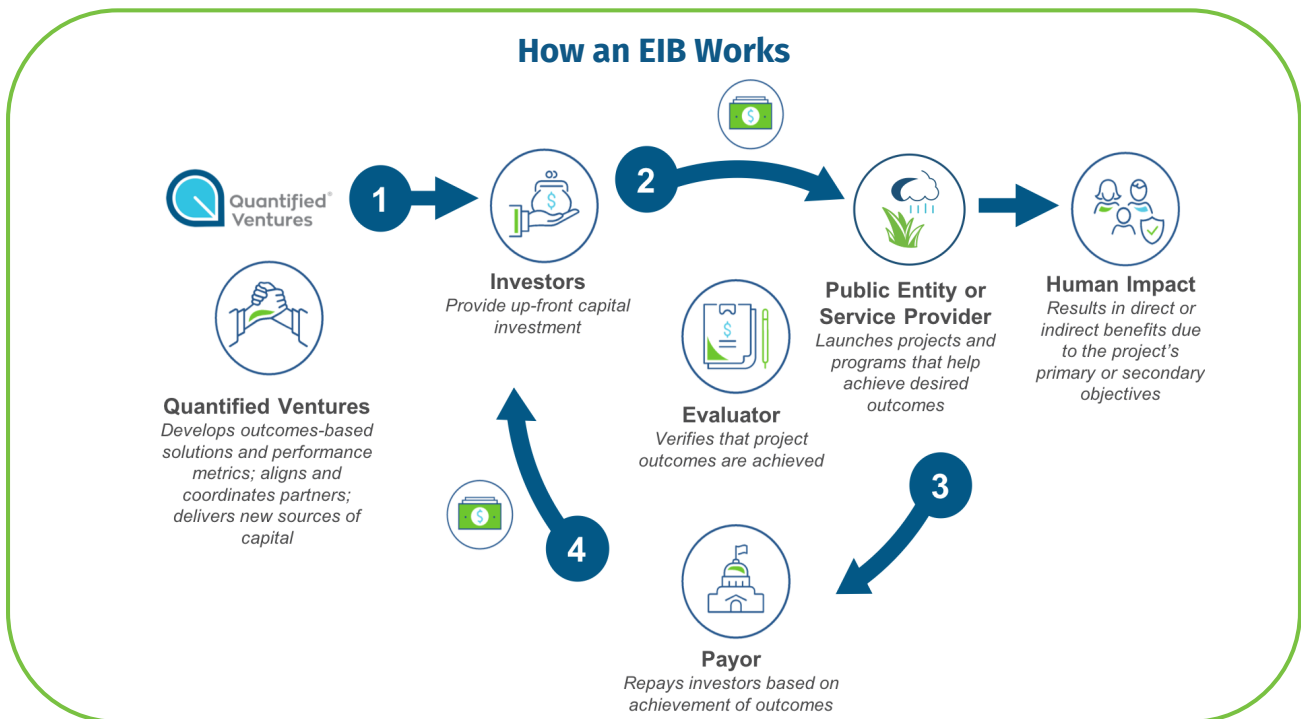 How an EIB Works
Quantified®
Ventures
1
2
Investors
Provide up-front capital
investment
Quantified Ventures
Develops outcomes-based
solutions and performance
metrics; aligns and
coordinates partners;
delivers new sources of
capital
Public Entity or
Service Provider
Launches projects and
programs that help
achieve desired
outcomes
Human Impact
Results in direct or
indirect benefits due
to the project's
primary or secondary
objectives
Evaluator
Verifies that project
outcomes are achieved
3
4
Payor
Repays investors based on
achievement of outcomes
$
$
$
$